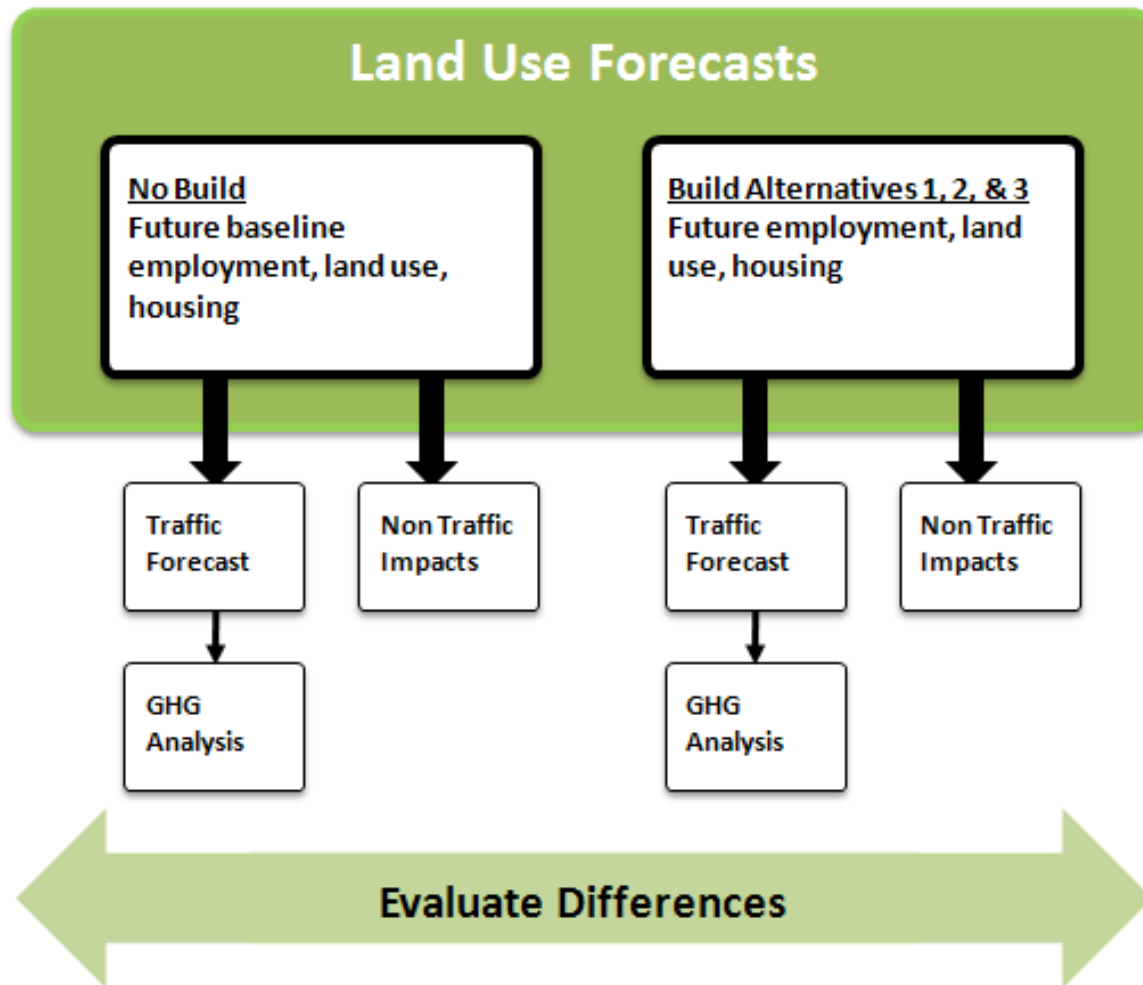 Land Use Forecasts
No Build
Future baseline
employment, land use,
housing
Build Alternatives 1, 2, & 3
Future employment, land
use, housing
Traffic
Forecast
Non Traffic
Impacts
Traffic
Forecast
Non Traffic
Impacts
GHG
Analysis
GHG
Analysis
Evaluate Differences